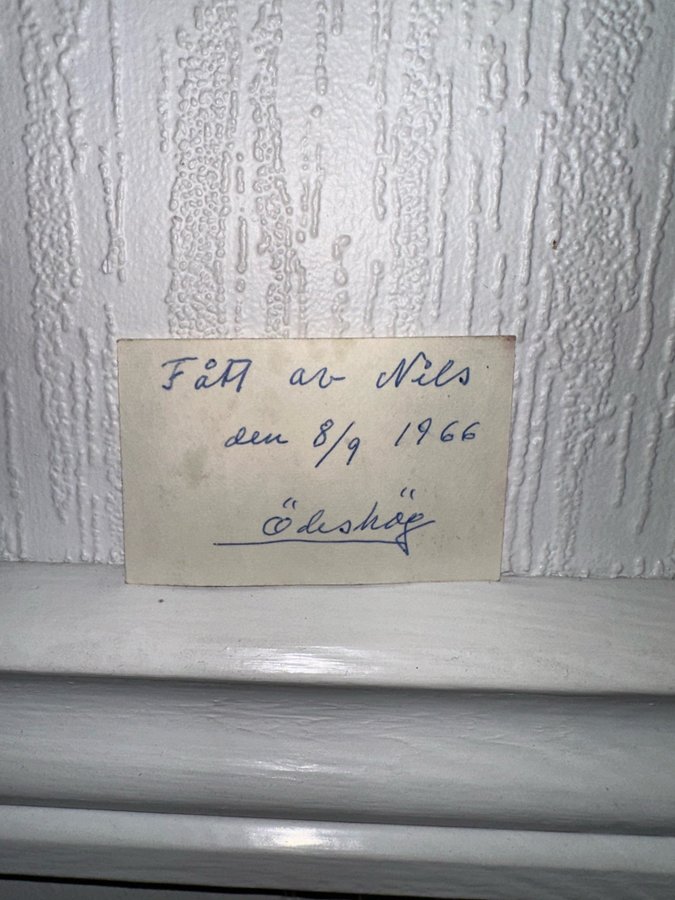 Fått av Nils
den 8/9 1966
Ödeshög